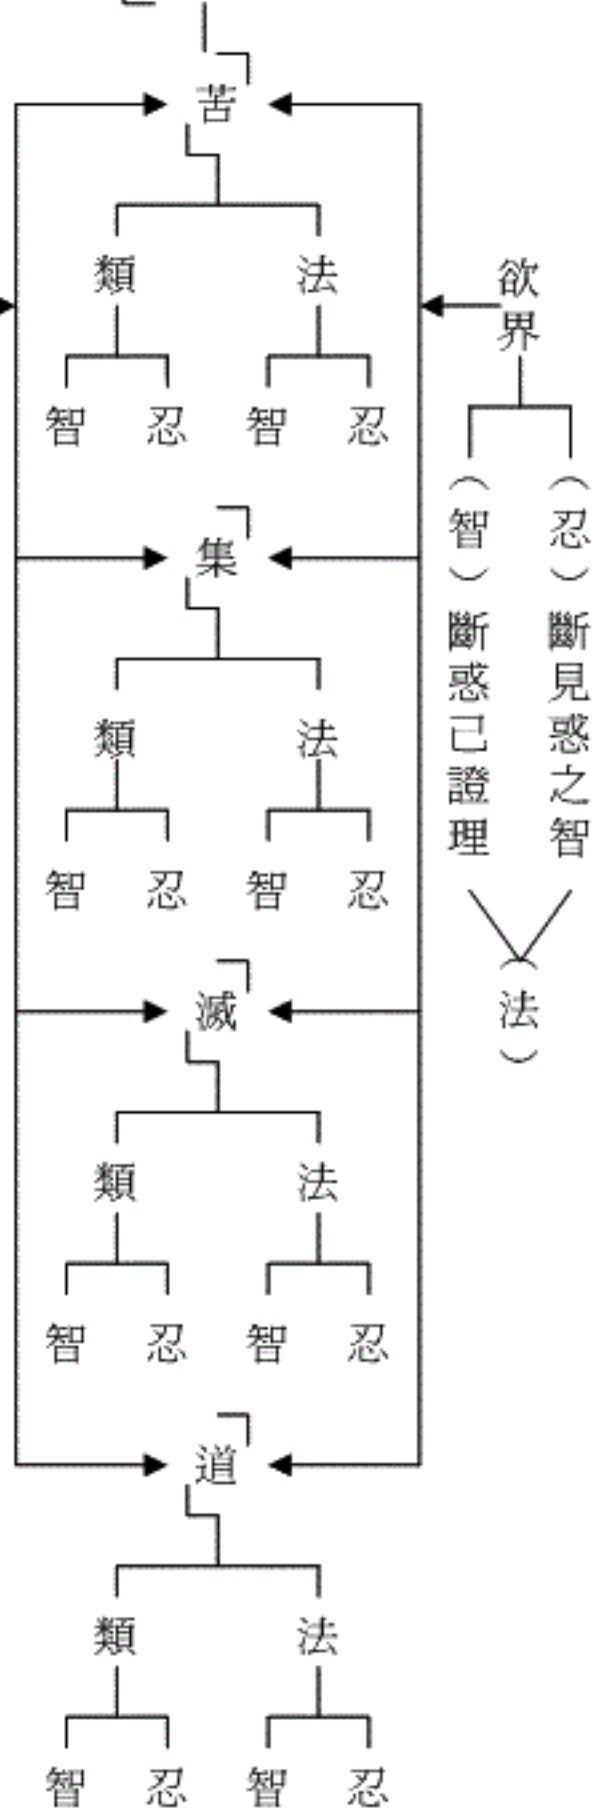 欲界
（忍）斷見惑之智
（智）斷惑已證理
（法）
「苦」
法
忍
智
類
忍
智
「集」
法
忍
智
類
忍
智
「滅」
法
忍
智
類
忍
智
「道」
法
忍
智
類
忍
智